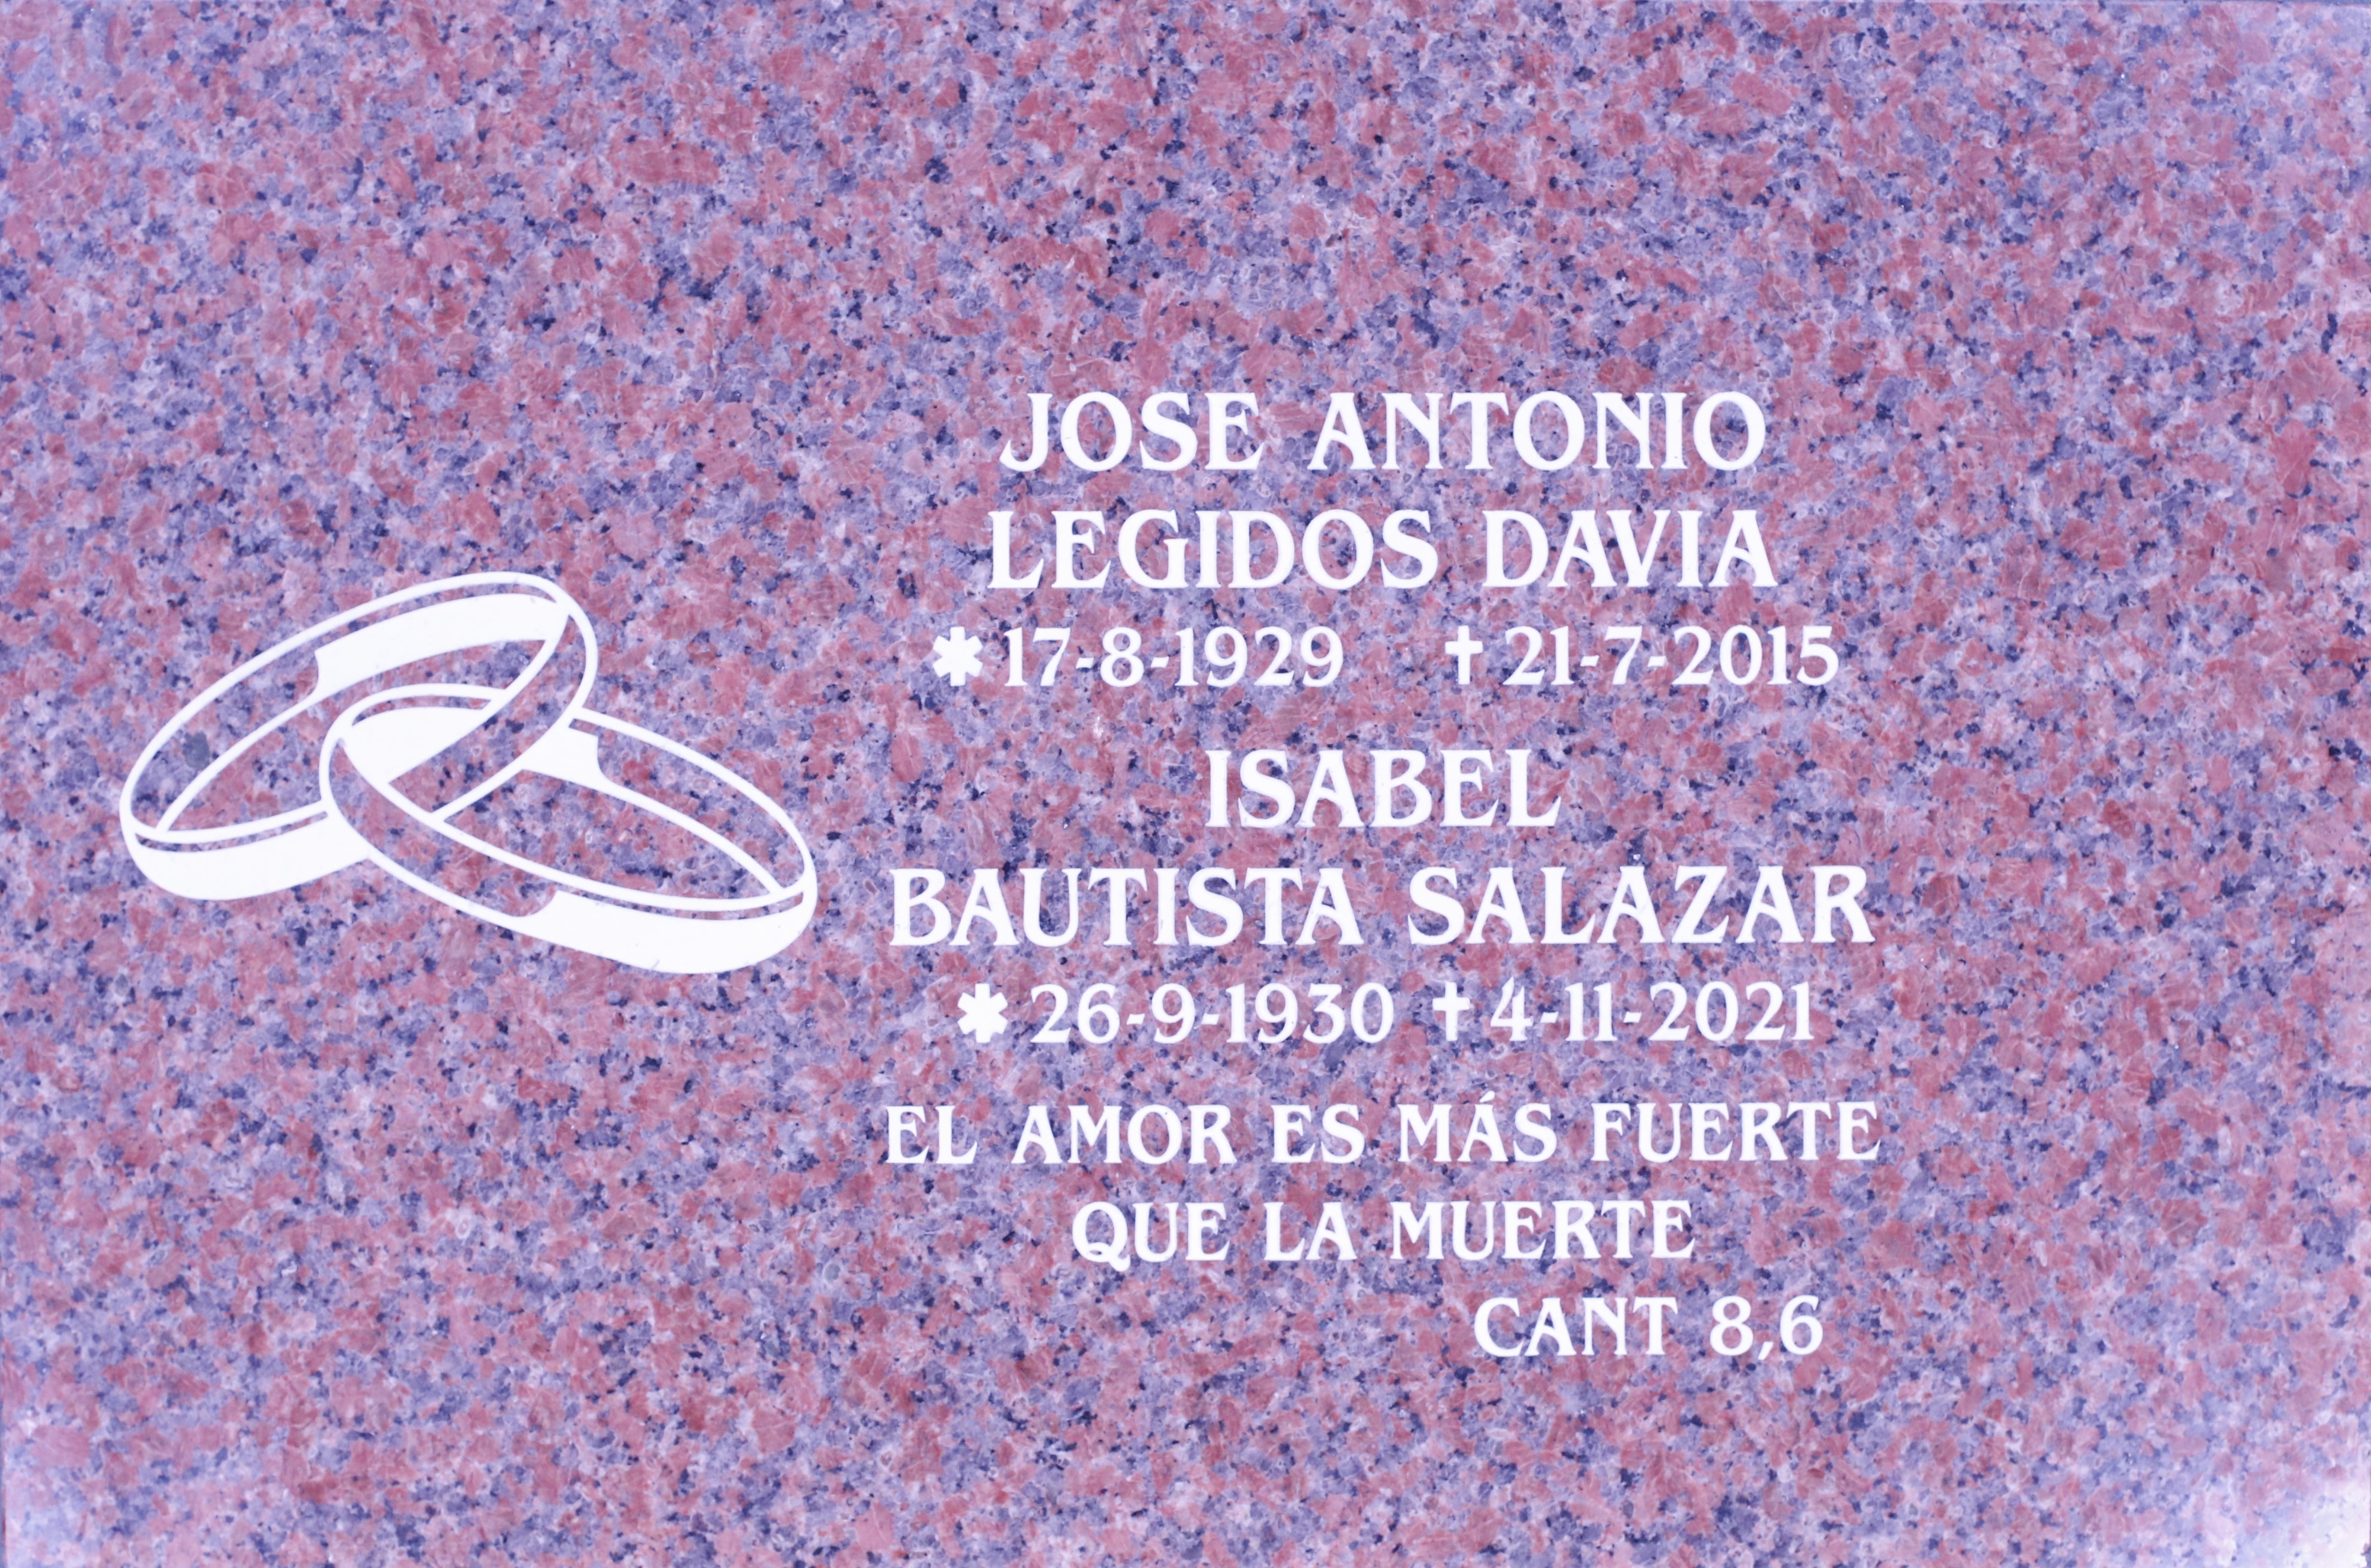 JOSE ANTONIO
LEGIDOS DAVIA
*17-8-1929 †21-7-2015
ISABEL
BAUTISTA SALAZAR
*26-9-1930 †4-11-2021
EL AMOR ES MÁS FUERTE
QUE LA MUERTE
CANT 8,6